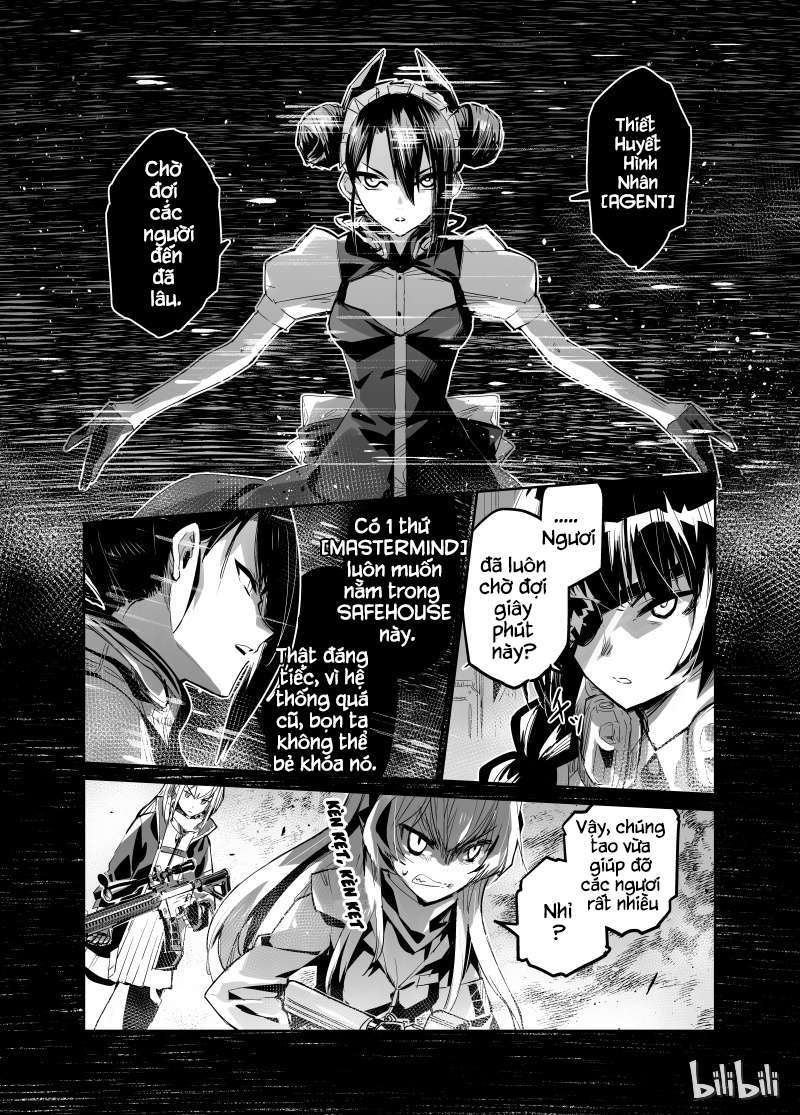 Thiết
Huyết
Hình
Nhân
[AGENT]
Chờ
đợi
các
người
đến
đã
lâu.
.....
Ngươi
đã luôn
chờ đợi
giây
phút
này?
Có 1 thứ
[MASTERMIND]
luôn muốn
nằm trong
SAFEHOUSE
này.
Thật đáng
tiếc, vì hệ
thống quá
cũ, bọn ta
không thể
bẻ khóa nó.
Vậy, chúng
tao vừa
giúp đỡ
các ngươi
rất nhiều
Nhỉ
?
KÈN KẸT, KÈN KẸT
bilibili